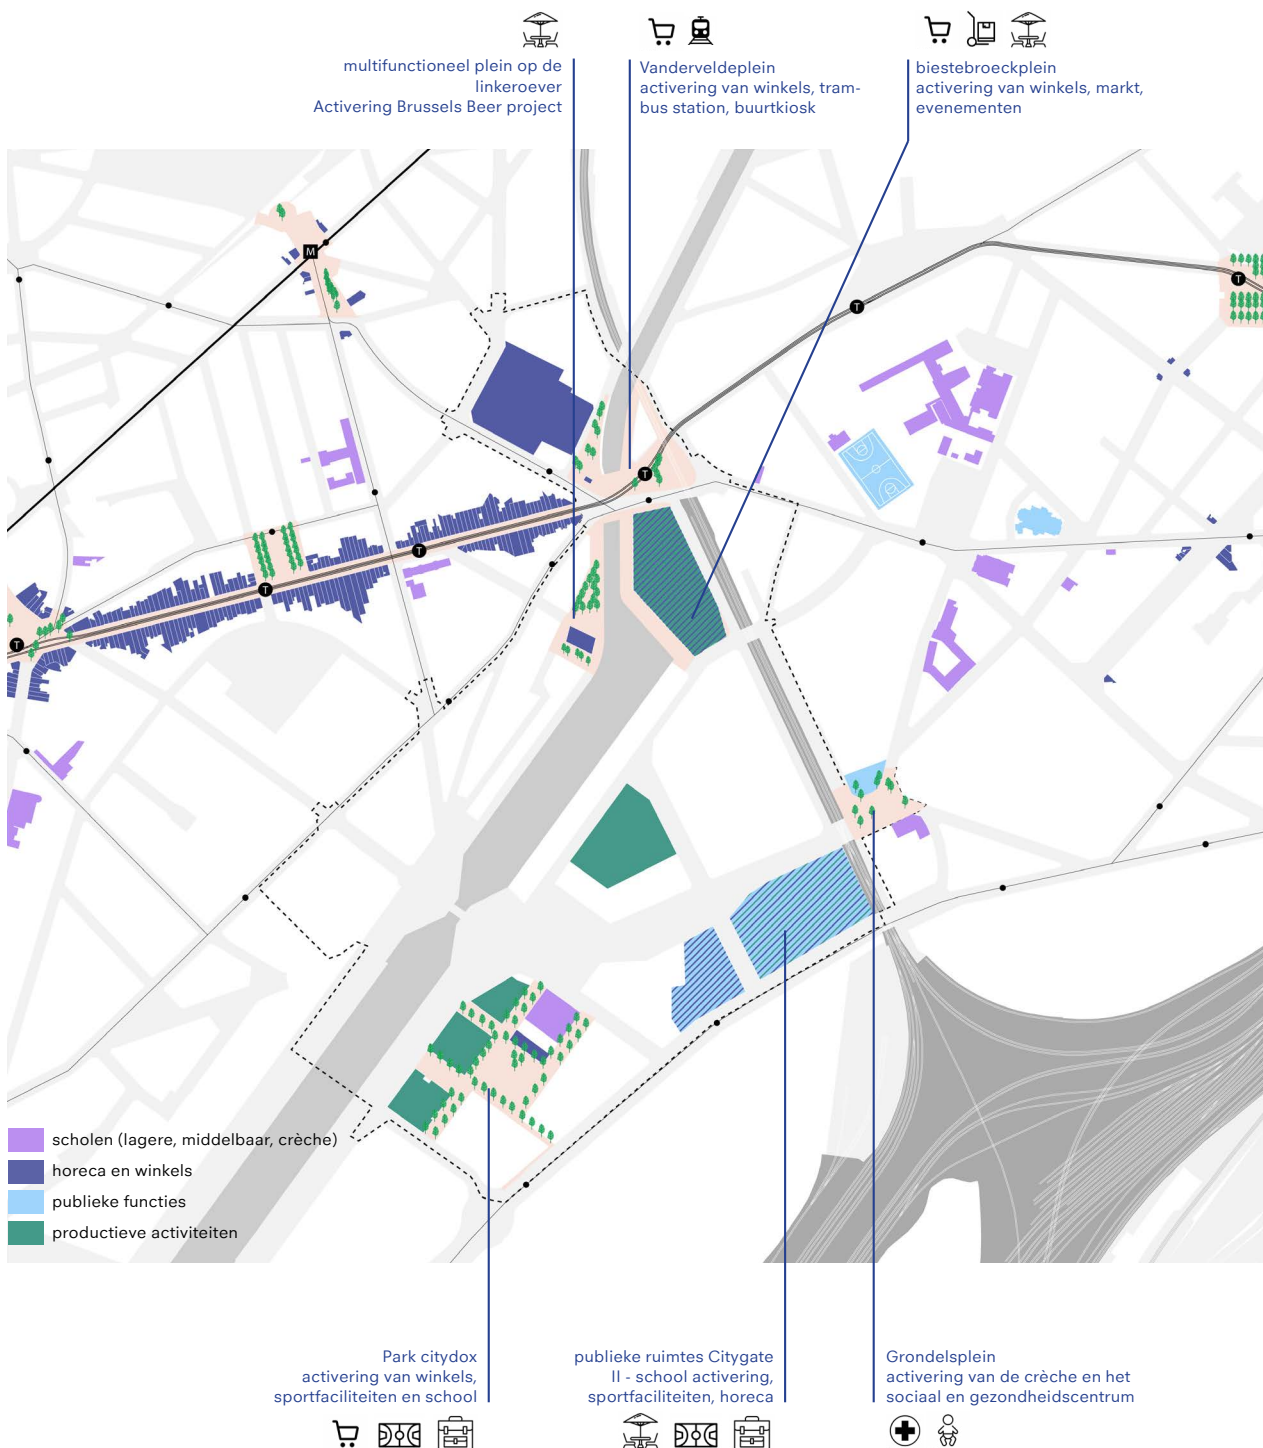 multifunctioneel plein op de
linkeroever
Activering Brussels Beer project
Vanderveldeplein
activering van winkels, tram-
bus station, buurtkiosk
biestebroeckplein
activering van winkels, markt,
evenementen
M
T
T
T
T
T
T
scholen (lagere, middelbaar, crèche)
horeca en winkels
publieke functies
productieve activiteiten
Park citydox
activering van winkels,
sportfaciliteiten en school
publieke ruimtes Citygate
II - school activering,
sportfaciliteiten, horeca
Grondelsplein
activering van de crèche en het
sociaal en gezondheidscentrum